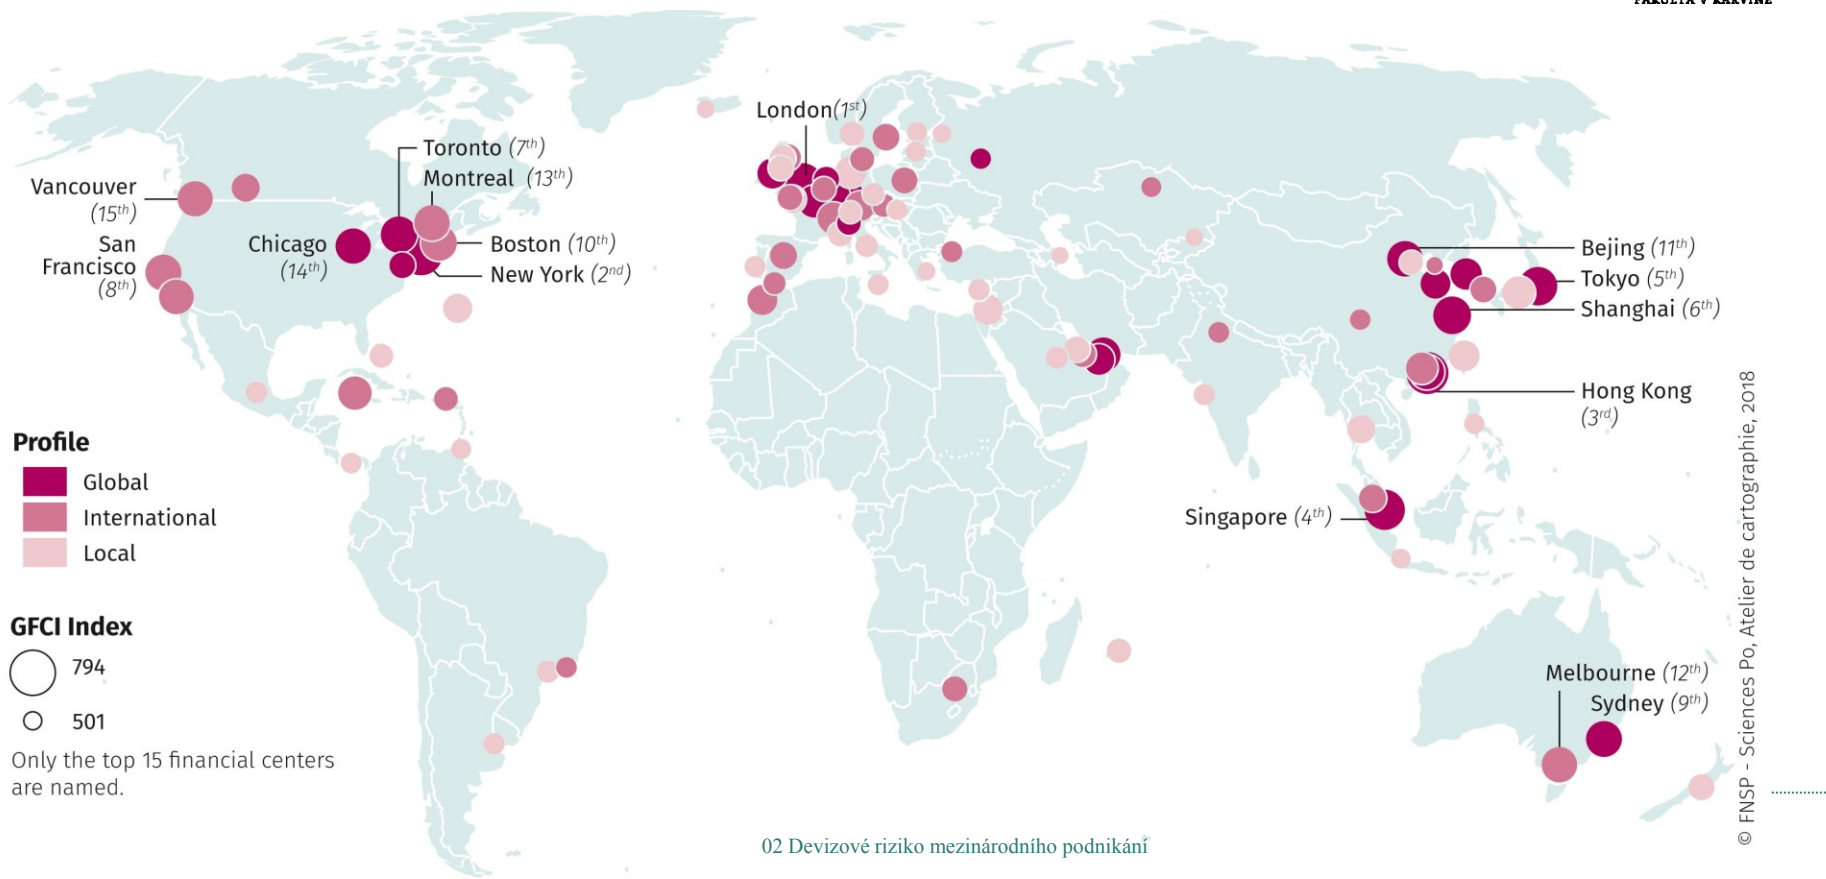 FAKULTA V KARVINÉ
London(1st)
Toronto (7th)
Montreal (13th)
Vancouver
(15th)
San
Francisco
(8th)
Chicago
(14th)
Boston (10th)
New York (2nd)
Bejing (11th)
Tokyo (5th)
Shanghai (6th)
Hong Kong
(3rd)
Singapore (4th)
Melbourne (12th)
Sydney (9th)
Profile
Global
International
Local
GFCI Index
794
501
Only the top 15 financial centers
are named.
02 Devizové riziko mezinárodního podnikání
© FNSP - Sciences Po, Atelier de cartographie, 2018